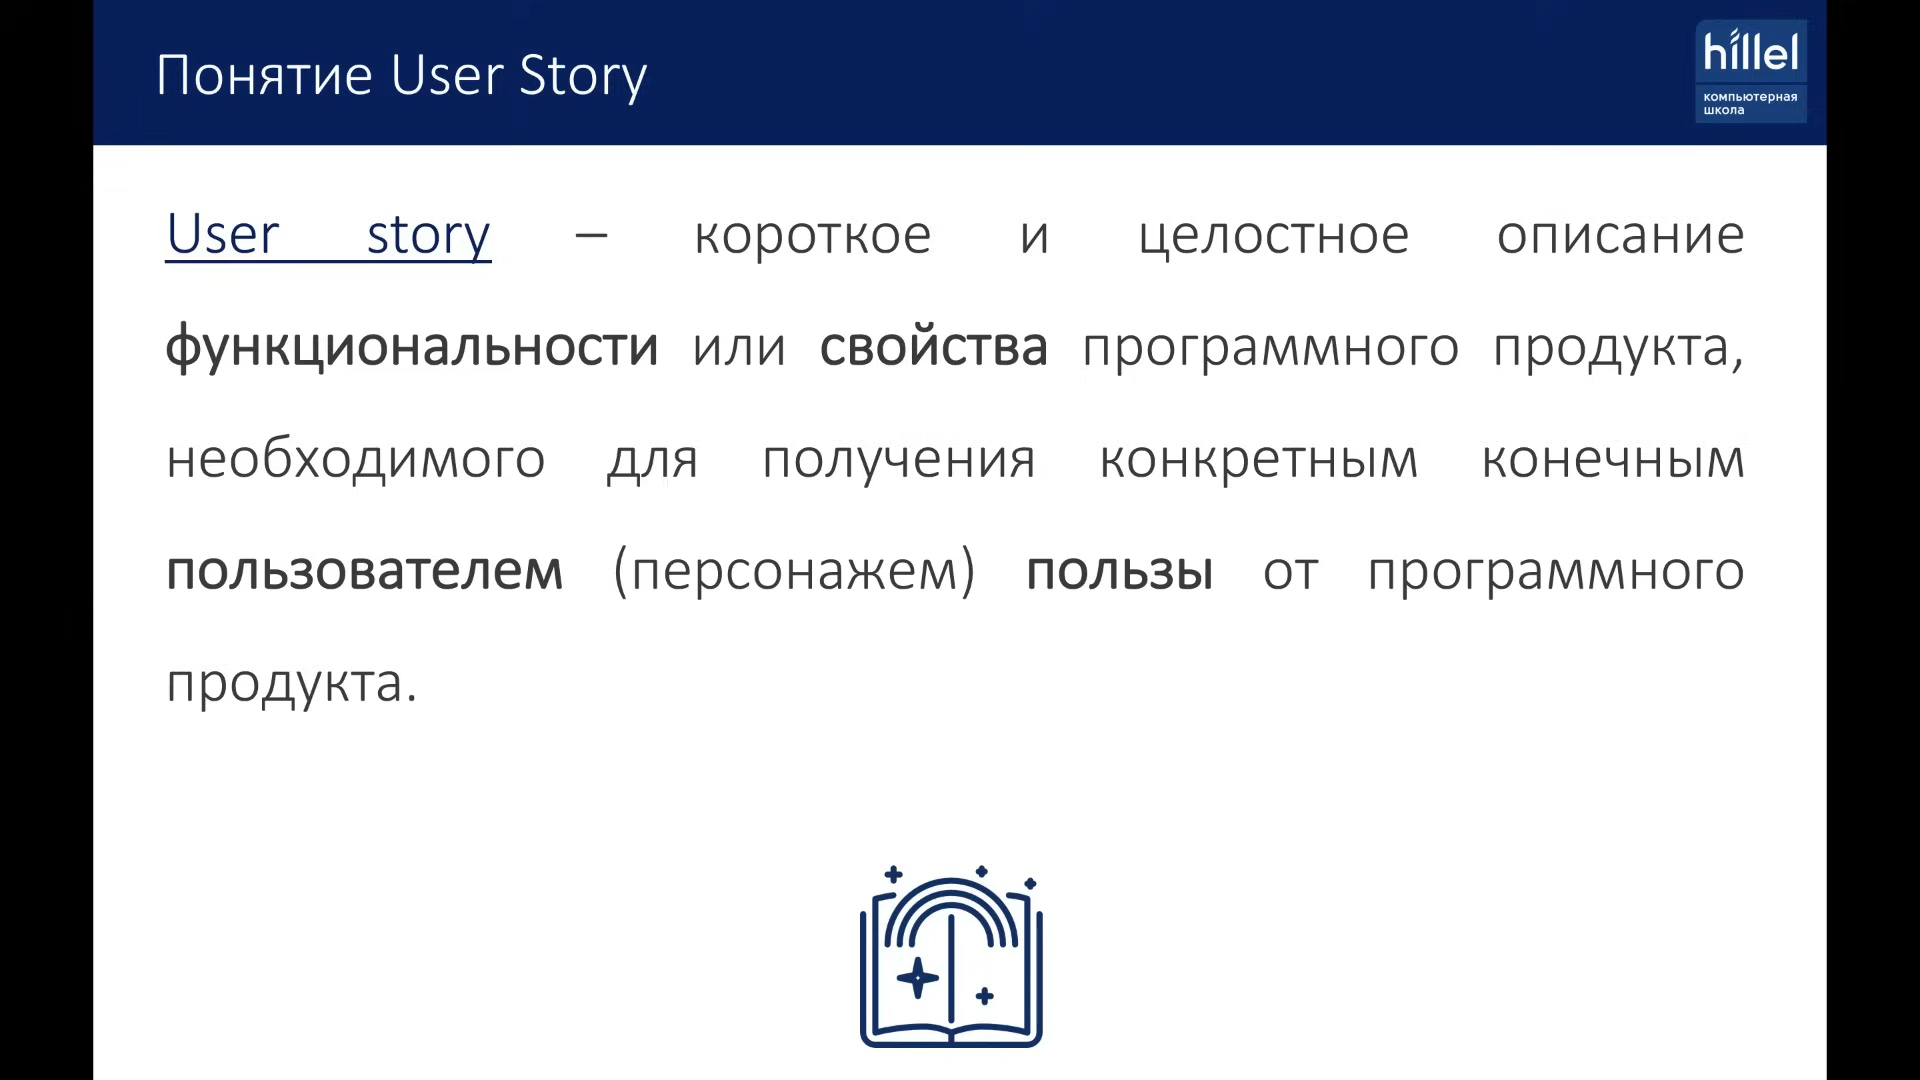 Понятие User Story
hillel
компьютерная
школа
User story – короткое и целостное описание
функциональности или свойства программного продукта,
необходимого для получения конкретным конечным
пользователем (персонажем) пользы от программного
продукта.